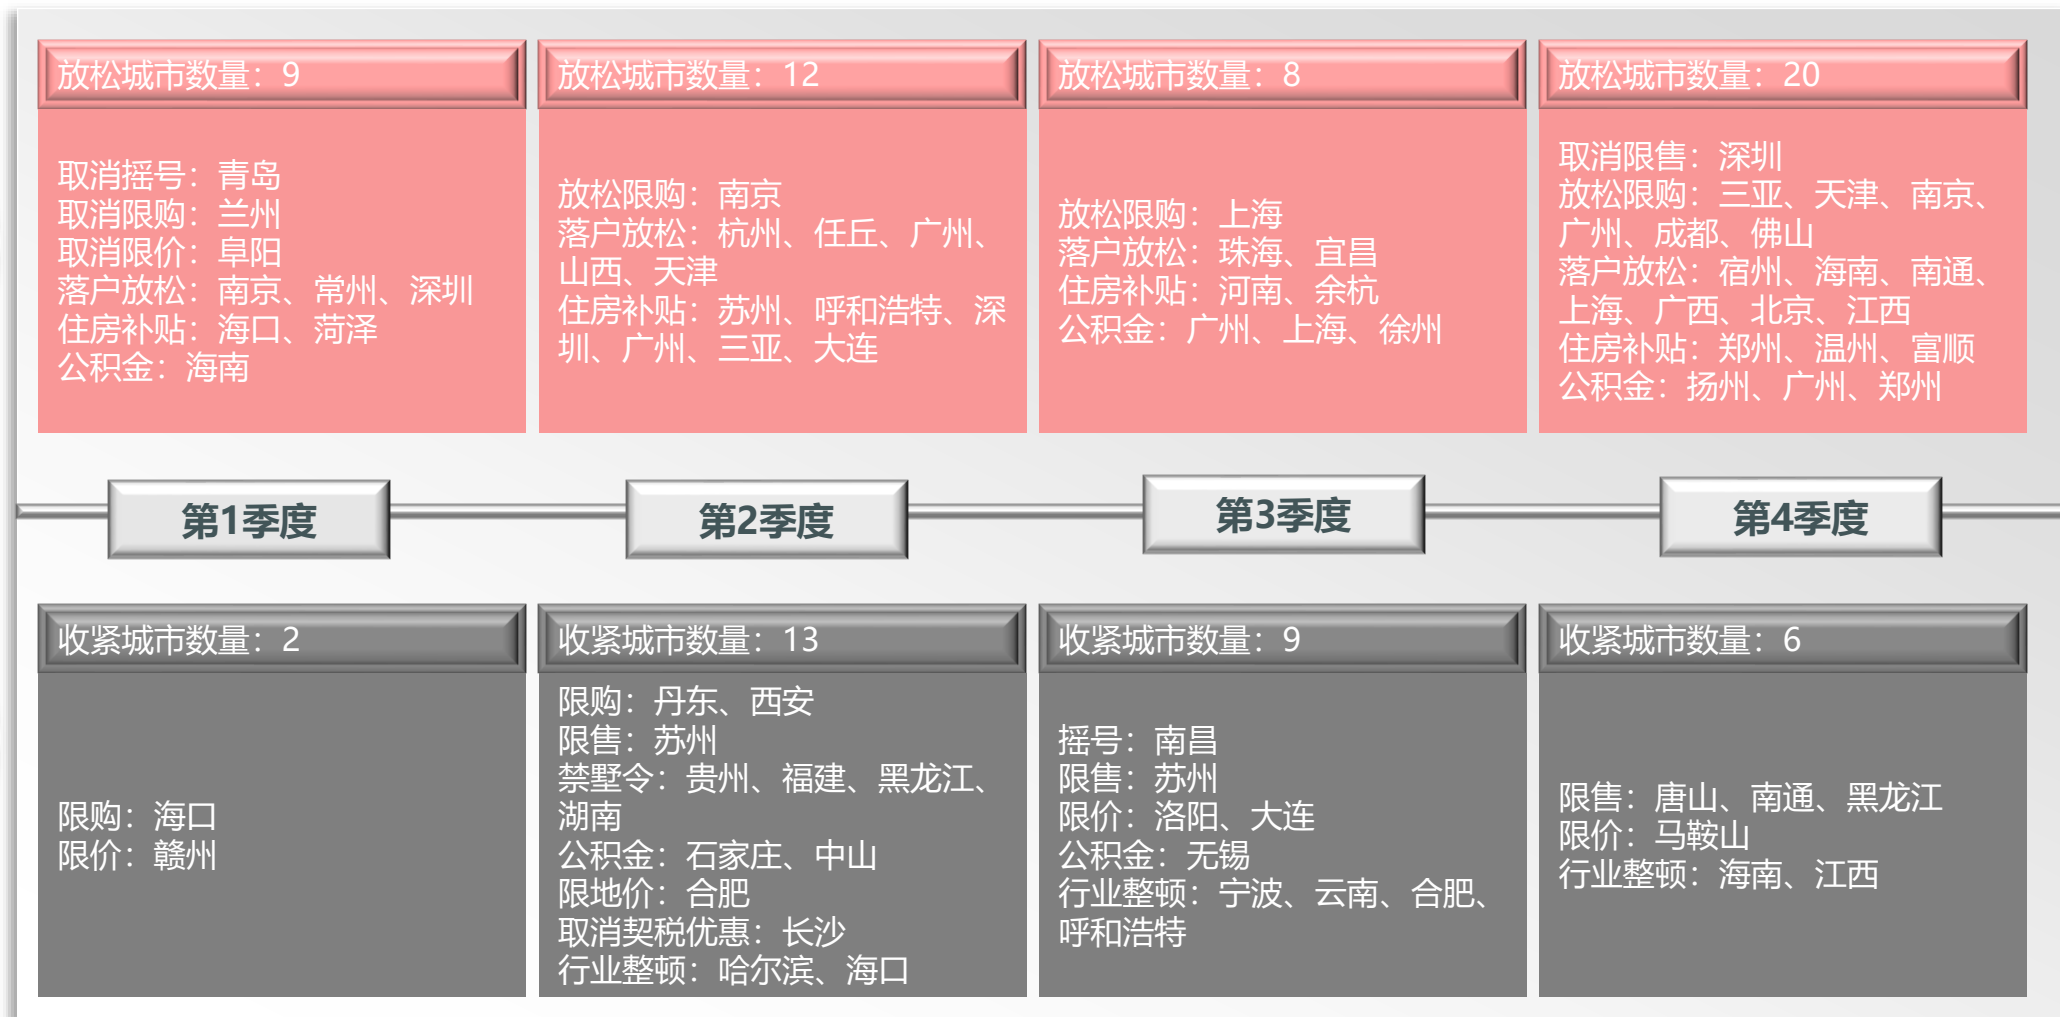 放松城市数量：9
取消摇号：青岛
取消限购：兰州
取消限价：阜阳
落户放松：南京、常州、深圳
住房补贴：海口、菏泽
公积金：海南
放松城市数量：12
放松限购：南京
落户放松：杭州、任丘、广州、
山西、天津
住房补贴：苏州、呼和浩特、深
圳、广州、三亚、大连
放松城市数量：8
放松限购：上海
落户放松：珠海、宜昌
住房补贴：河南、余杭
公积金：广州、上海、徐州
放松城市数量：20
取消限售：深圳
放松限购：三亚、天津、南京、
广州、成都、佛山
落户放松：宿州、海南、南通、
上海、广西、北京、江西
住房补贴：郑州、温州、富顺
公积金：扬州、广州、郑州
第1季度
第2季度
第3季度
第4季度
收紧城市数量：2
限购：海口
限价：赣州
收紧城市数量：13
限购：丹东、西安
限售：苏州
禁墅令：贵州、福建、黑龙江、
湖南
公积金：石家庄、中山
限地价：合肥
取消契税优惠：长沙
行业整顿：哈尔滨、海口
收紧城市数量：9
摇号：南昌
限售：苏州
限价：洛阳、大连
公积金：无锡
行业整顿：宁波、云南、合肥、
呼和浩特
收紧城市数量：6
限售：唐山、南通、黑龙江
限价：马鞍山
行业整顿：海南、江西